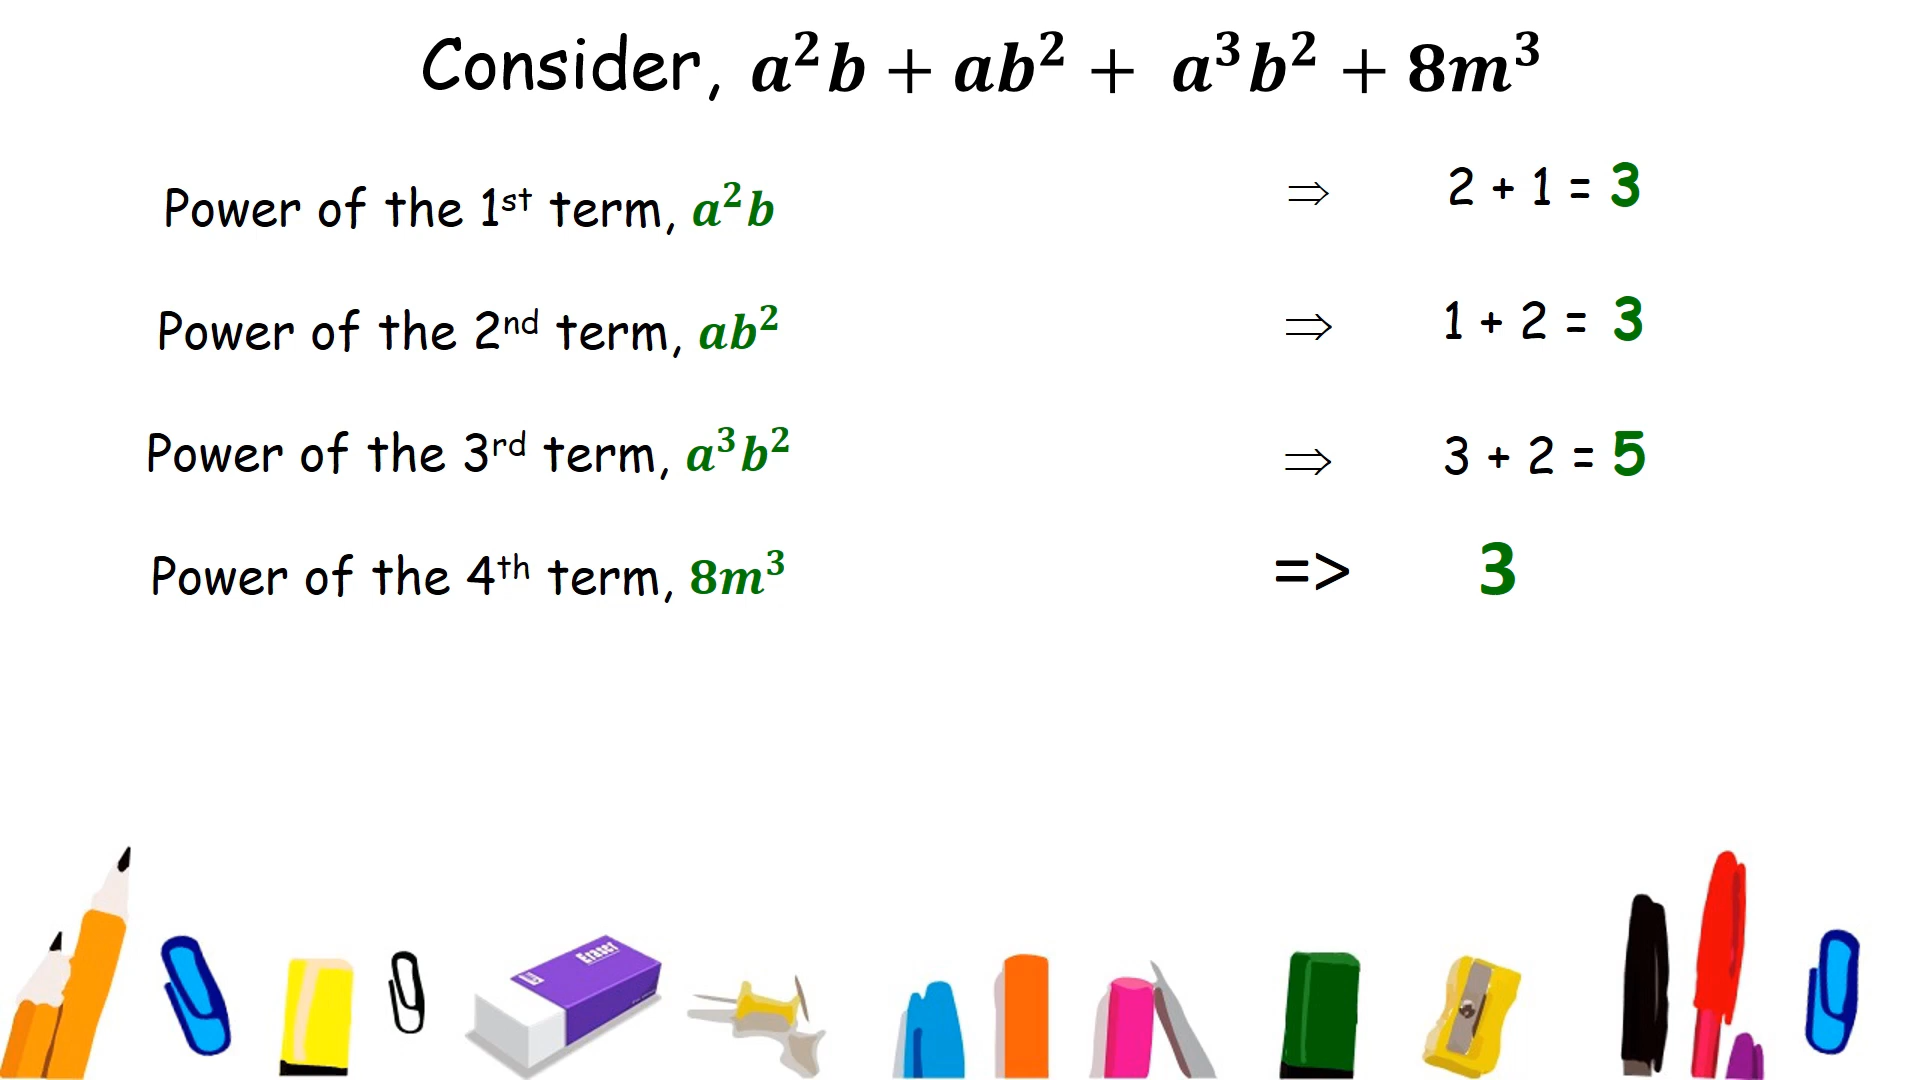 Consider, a²b + ab² + a³b² + 8m³
Power of the 1st term, a²b ⇒ 2 + 1 = 3
Power of the 2nd term, ab² ⇒ 1 + 2 = 3
Power of the 3rd term, a³b² ⇒ 3 + 2 = 5
Power of the 4th term, 8m³ => 3
Eraser